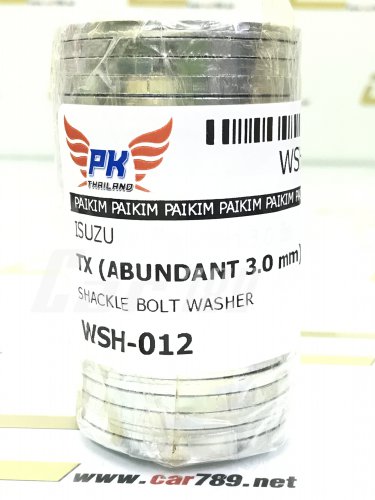 WS
PK
THAILAND
PAIKIM PAIKIM PAIKIM PAIKIM PAIKIM
ISUZU
TX (ABUNDANT 3.0 mm)
SHACKLE BOLT WASHER
WSH-012
www.car789.net